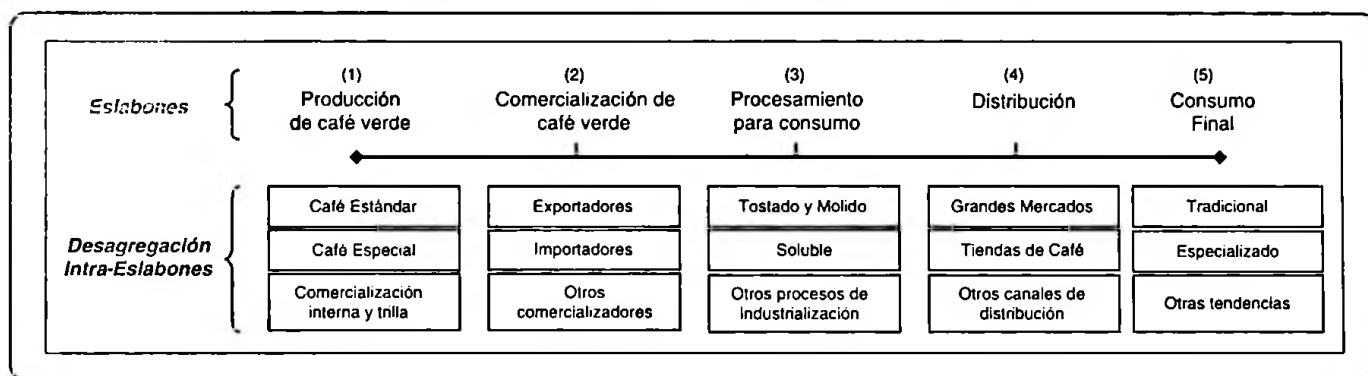 Eslabones
(1)
Producción
de café verde
(2)
Comercialización de
café verde
(3)
Procesamiento
para consumo
(4)
Distribución
(5)
Consumo
Final
Desagregación
Intra-Eslabones
Café Estándar
Café Especial
Comercialización
interna y trilla
Exportadores
Importadores
Otros
comercializadores
Tostado y Molido
Soluble
Otros procesos de
Industrialización
Grandes Mercados
Tiendas de Café
Otros canales de
distribución
Tradicional
Especializado
Otras tendencias